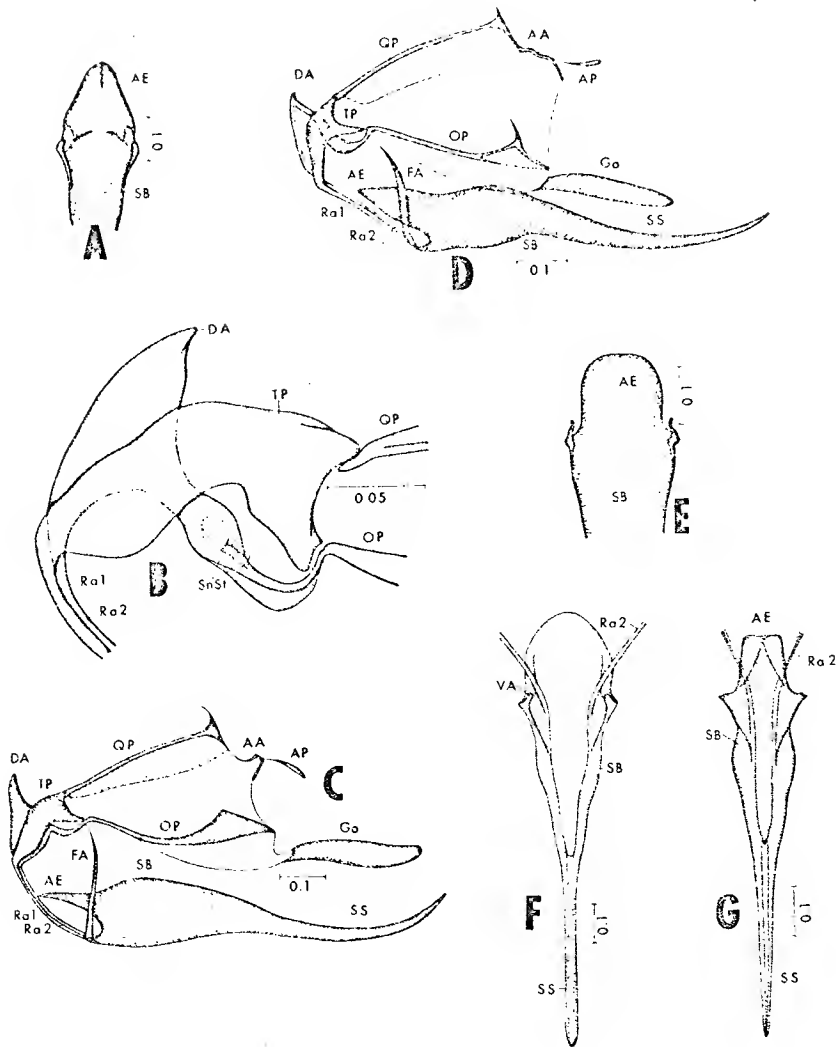 AE
1.0
SB
A
QP
AA
DA
AP
TP
OP
Go
AE
FA
Ra1
SS
Ra2
SB
D
0.1
DA
TP
QP
0.05
OP
Ra1
B
SnSt
Ra2
AE
0.1
SB
E
QP
AA
AP
C
DA
TP
OP
Go
FA
SB
0.1
AE
SS
Ra1
Ra2
Ra2
VA
SB
F
0.1
SS
AE
Ra2
SB
G
0.1
SS